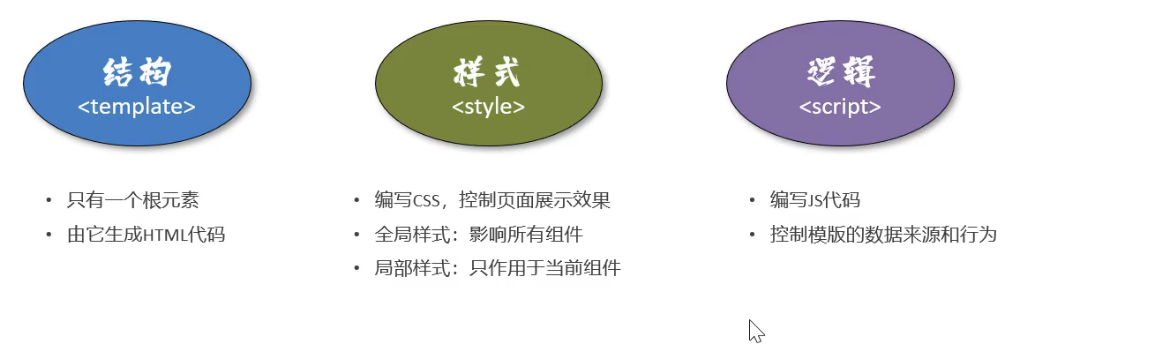 结构
<template>
• 只有一个根元素
• 由它生成HTML代码
样式
<style>
• 编写CSS，控制页面展示效果
• 全局样式：影响所有组件
• 局部样式：只作用于当前组件
逻辑
<script>
• 编写JS代码
• 控制模版的数据来源和行为